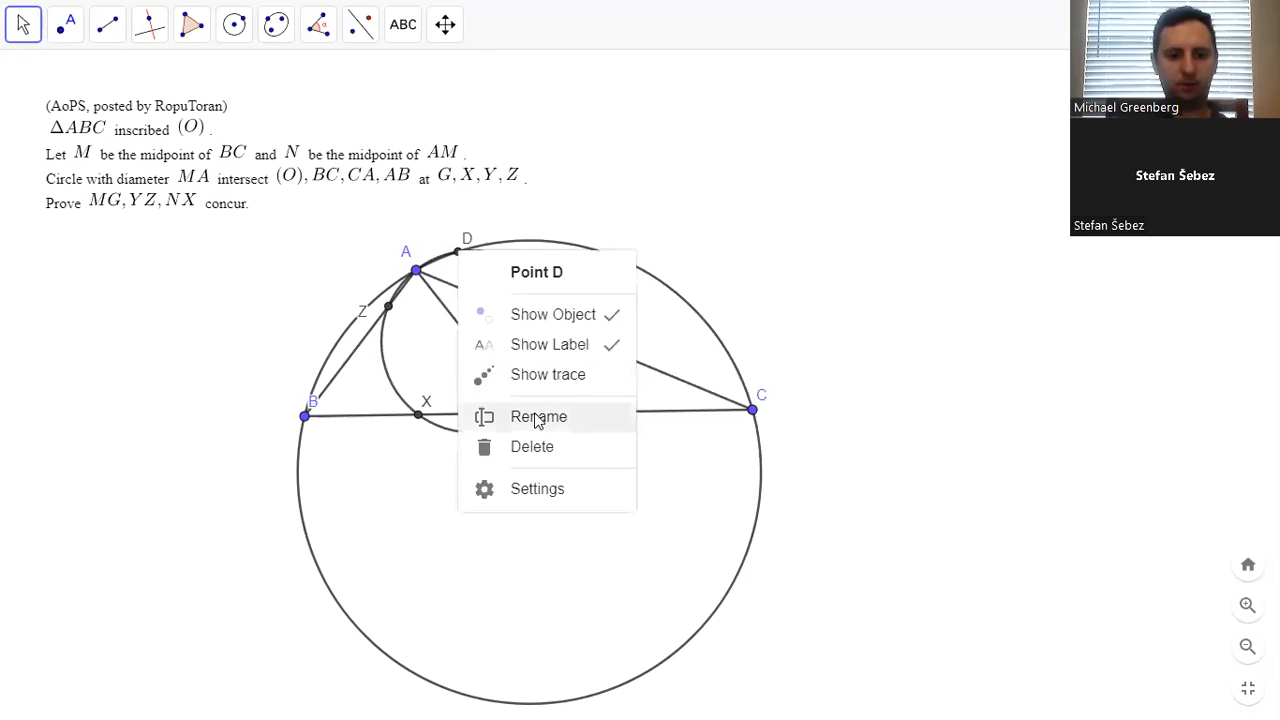 ABC
(AoPS, posted by RopuToran)
ΔABC inscribed (O).
Let M be the midpoint of BC and N be the midpoint of AM.
Circle with diameter MA intersect (O), BC, CA, AB at G, X, Y, Z.
Prove MG, YZ, NX concur.
Michael Greenberg
Stefan Šebez
Stefan Šebez
D
A
Z
B
X
C
Point D
Show Object
AA Show Label
Show trace
Rename
Delete
Settings